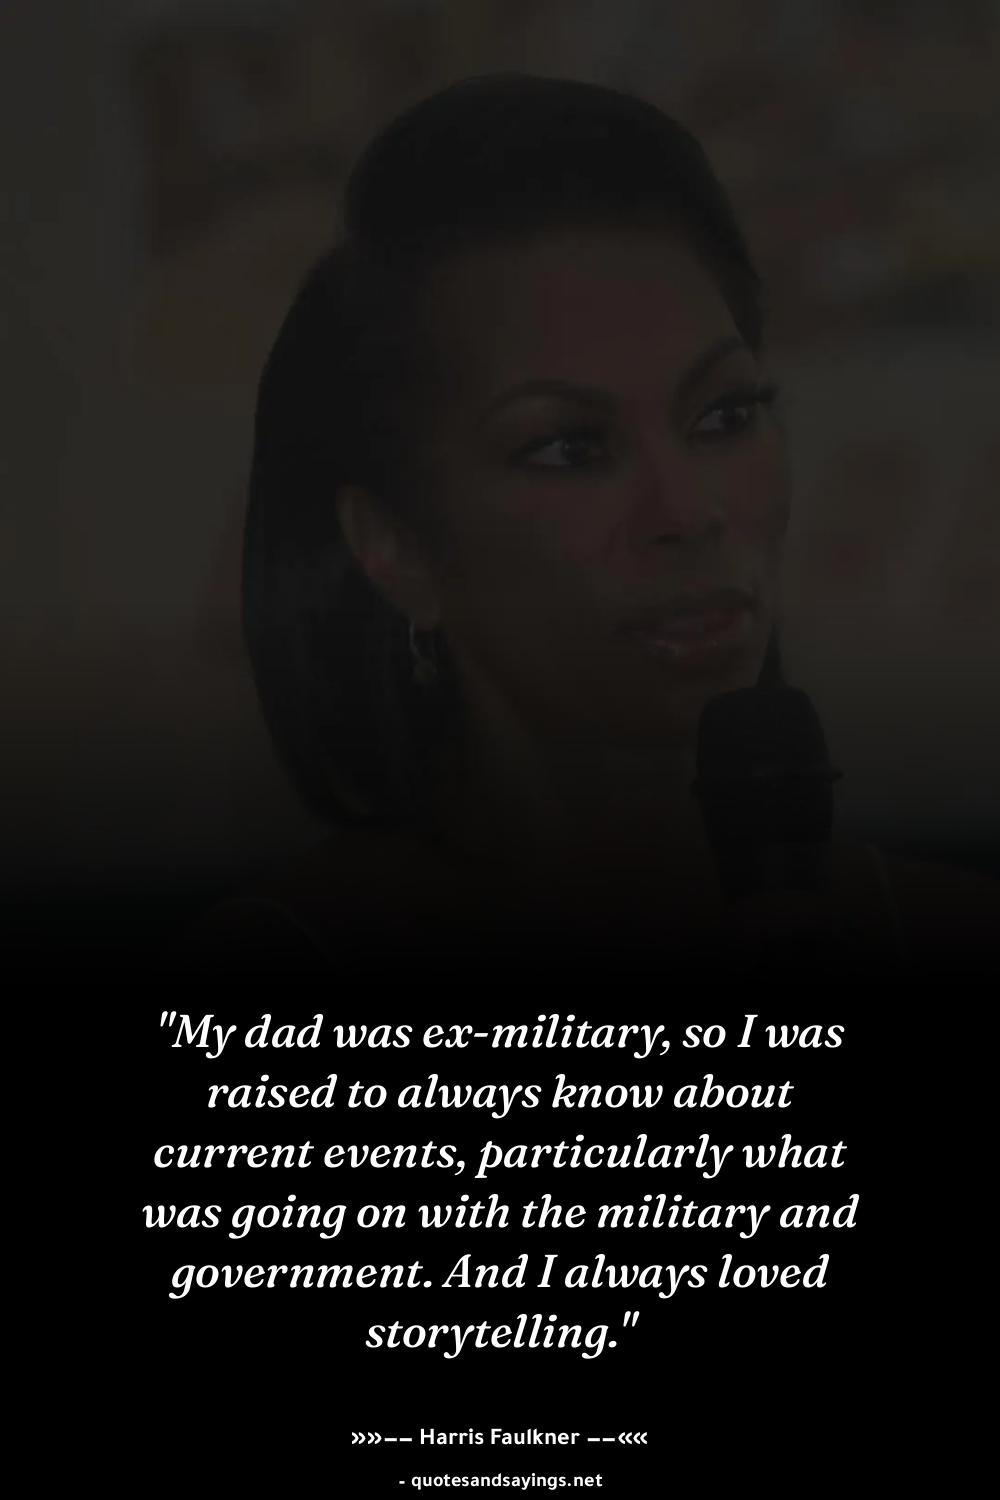 "My dad was ex-military, so I was
raised to always know about
current events, particularly what
was going on with the military and
government. And I always loved
storytelling."
»»–– Harris Faulkner ––««
- quotesandsayings.net